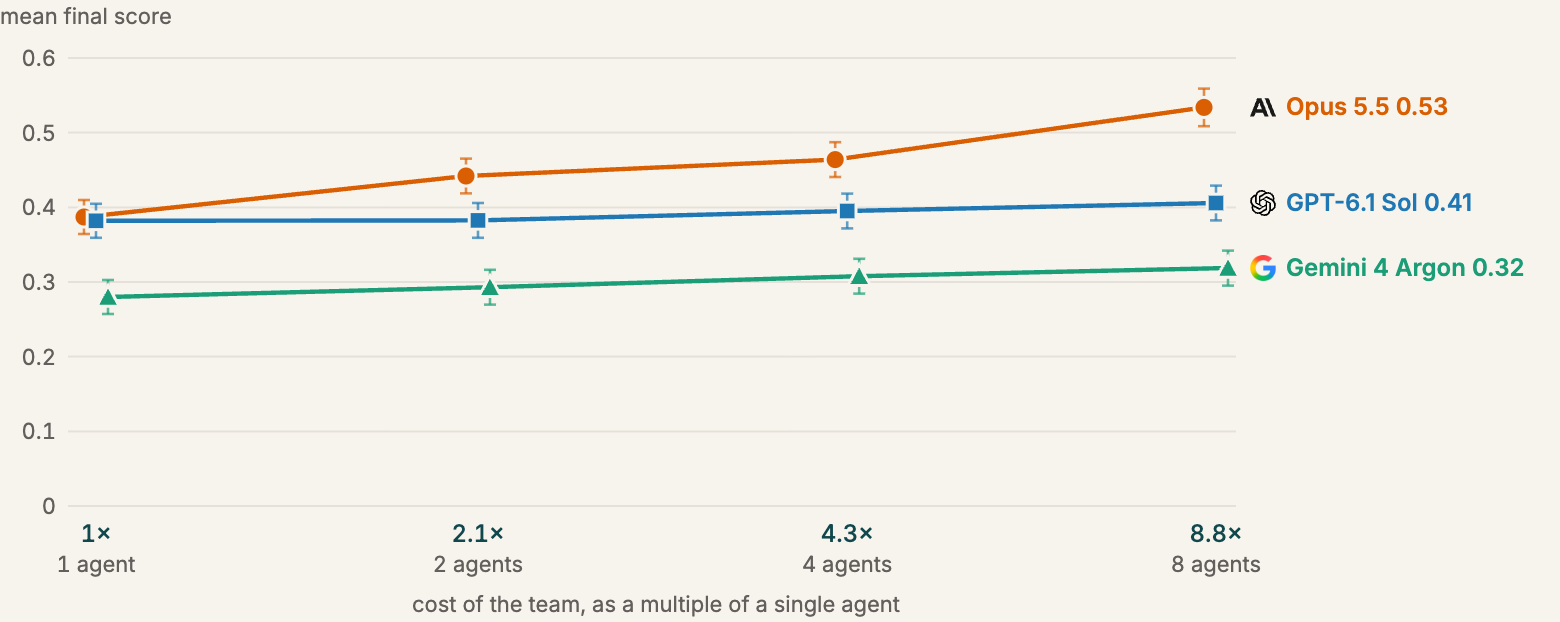 mean final score
0.6
0.5
0.4
0.3
0.2
0.1
0
Opus 5.5 0.53
GPT-6.1 Sol 0.41
Gemini 4 Argon 0.32
1× 2.1× 4.3× 8.8×
1 agent 2 agents 4 agents 8 agents
cost of the team, as a multiple of a single agent